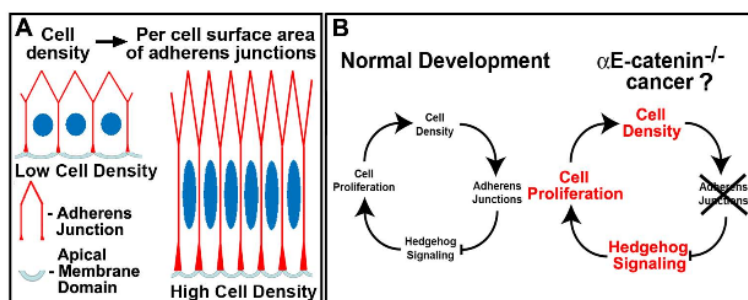 A
Cell density → Per cell surface area of adherens junctions
Low Cell Density
- Adherens Junction
Apical - Membrane Domain
High Cell Density
B
Normal Development
Cell Density
Adherens Junctions
Hedgehog Signaling
Cell Proliferation
αE-catenin-/- cancer ?
Cell Density
Adherens Junctions
Hedgehog Signaling
Cell Proliferation